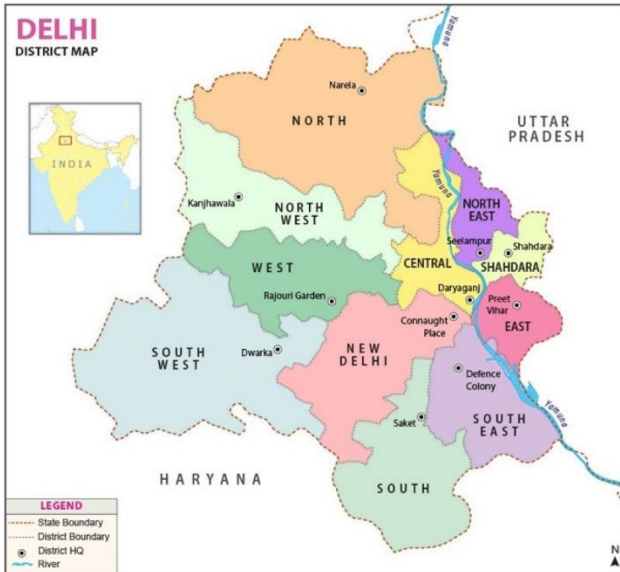 DELHI
DISTRICT MAP
Yamuna
Narela
NORTH
UTTAR
PRADESH
INDIA
Yamuna
Kanjhawala
NORTH
WEST
NORTH
EAST
Seelampur
Shahdara
WEST
CENTRAL
SHAHDARA
Rajouri Garden
Daryaganj
Preet
Vihar
Connaught
Place
EAST
SOUTH
WEST
Dwarka
NEW
DELHI
Defence
Colony
Yamuna
Saket
SOUTH
EAST
HARYANA
SOUTH
LEGEND
State Boundary
District Boundary
District HQ
River
N